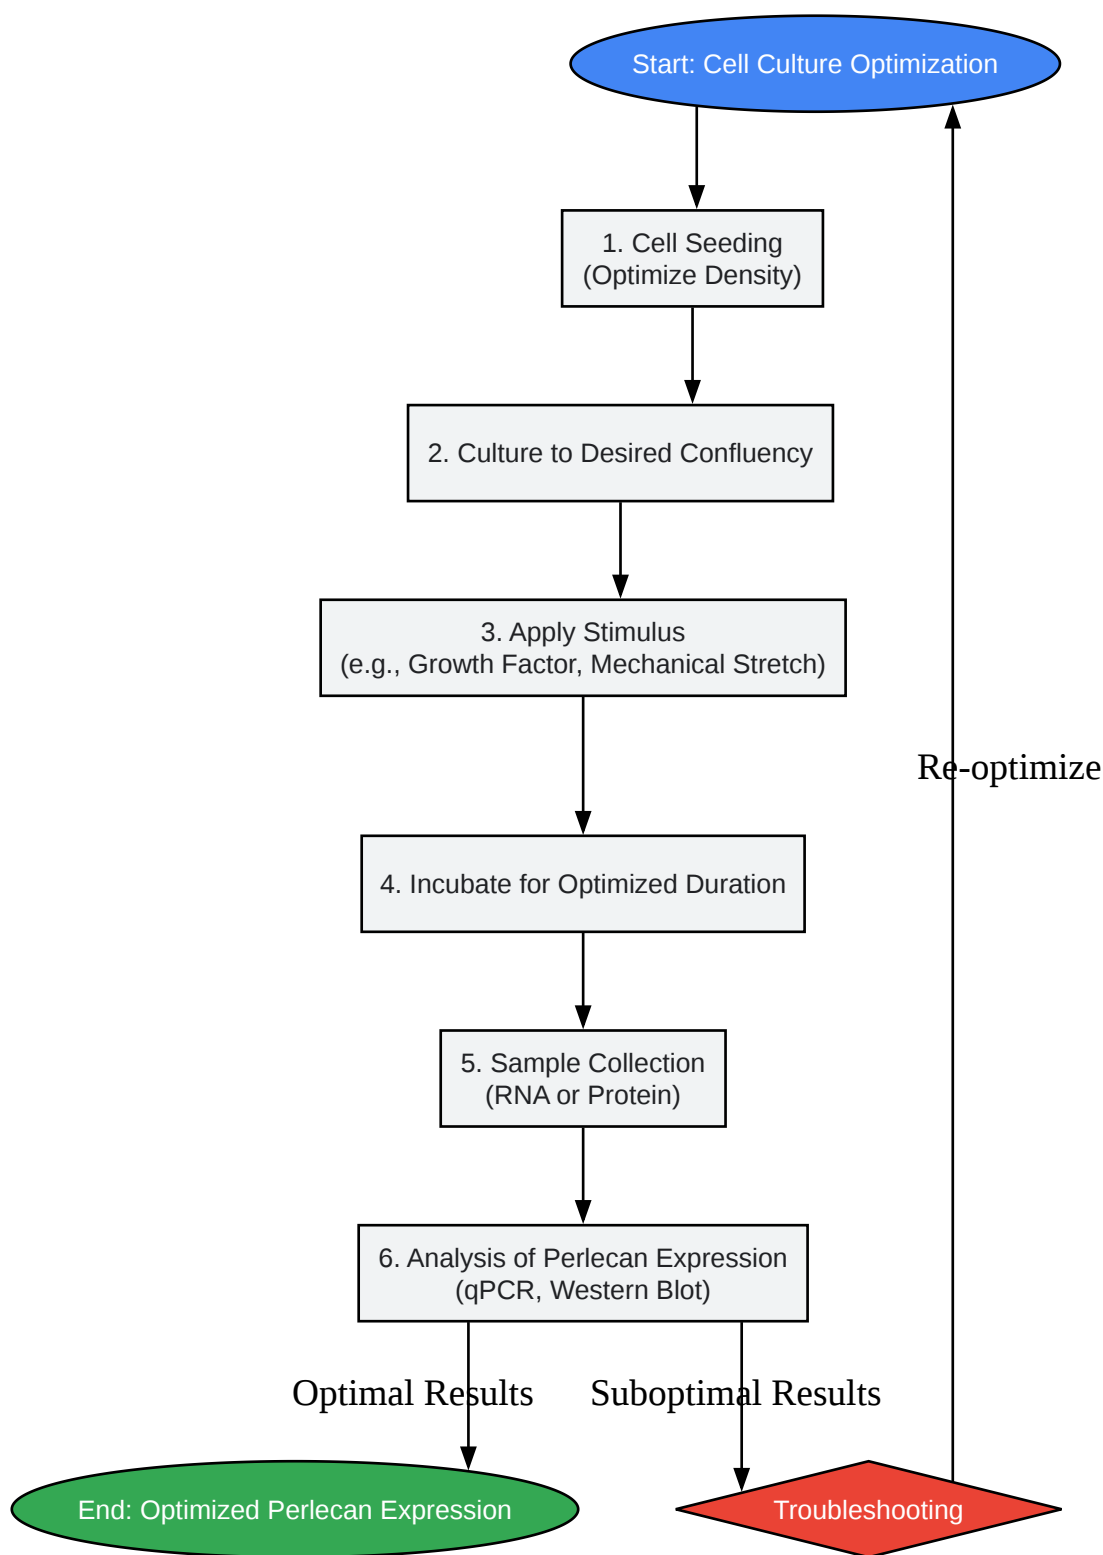 Start: Cell Culture Optimization
1. Cell Seeding
(Optimize Density)
2. Culture to Desired Confluency
3. Apply Stimulus
(e.g., Growth Factor, Mechanical Stretch)
Re-optimize
4. Incubate for Optimized Duration
5. Sample Collection
(RNA or Protein)
6. Analysis of Perlecan Expression
(qPCR, Western Blot)
Optimal Results
Suboptimal Results
End: Optimized Perlecan Expression
Troubleshooting